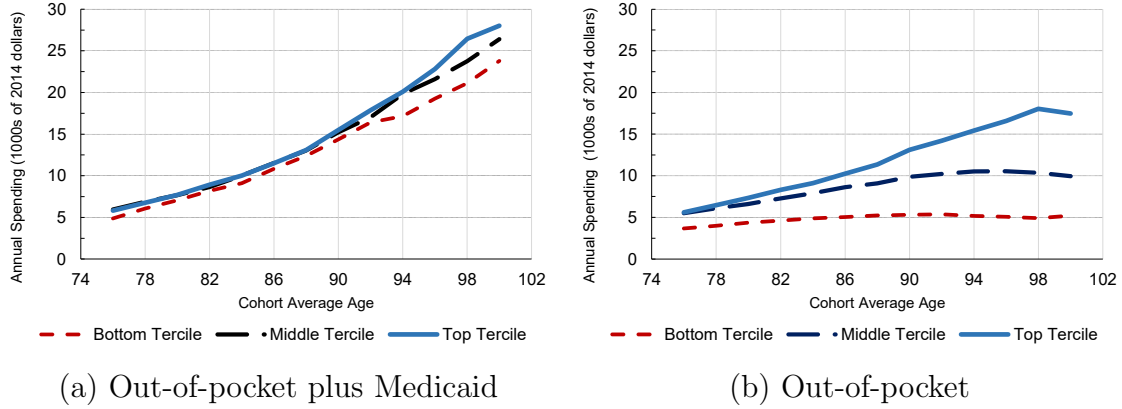 Annual Spending (1000s of 2014 dollars)
30
25
20
15
10
5
0
74 78 82 86 90 94 98 102
Cohort Average Age
Bottom Tercile Middle Tercile Top Tercile
(a) Out-of-pocket plus Medicaid
Annual Spending (1000s of 2014 dollars)
30
25
20
15
10
5
0
74 78 82 86 90 94 98 102
Cohort Average Age
Bottom Tercile Middle Tercile Top Tercile
(b) Out-of-pocket